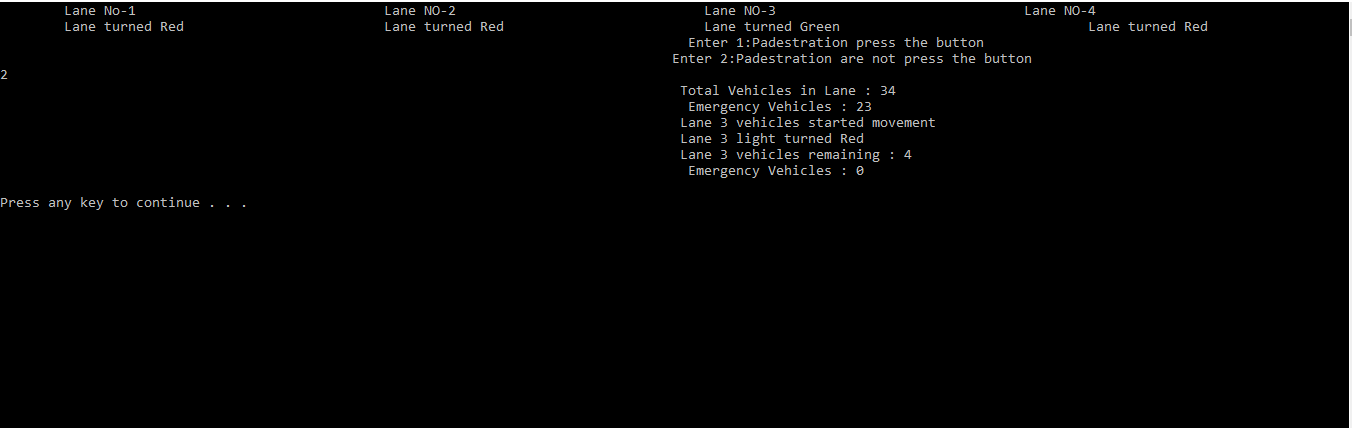 Lane No-1 Lane NO-2 Lane NO-3 Lane NO-4
Lane turned Red Lane turned Red Lane turned Green Lane turned Red
Enter 1:Padestration press the button
Enter 2:Padestration are not press the button
2
Total Vehicles in Lane : 34
Emergency Vehicles : 23
Lane 3 vehicles started movement
Lane 3 light turned Red
Lane 3 vehicles remaining : 4
Emergency Vehicles : 0
Press any key to continue . . .